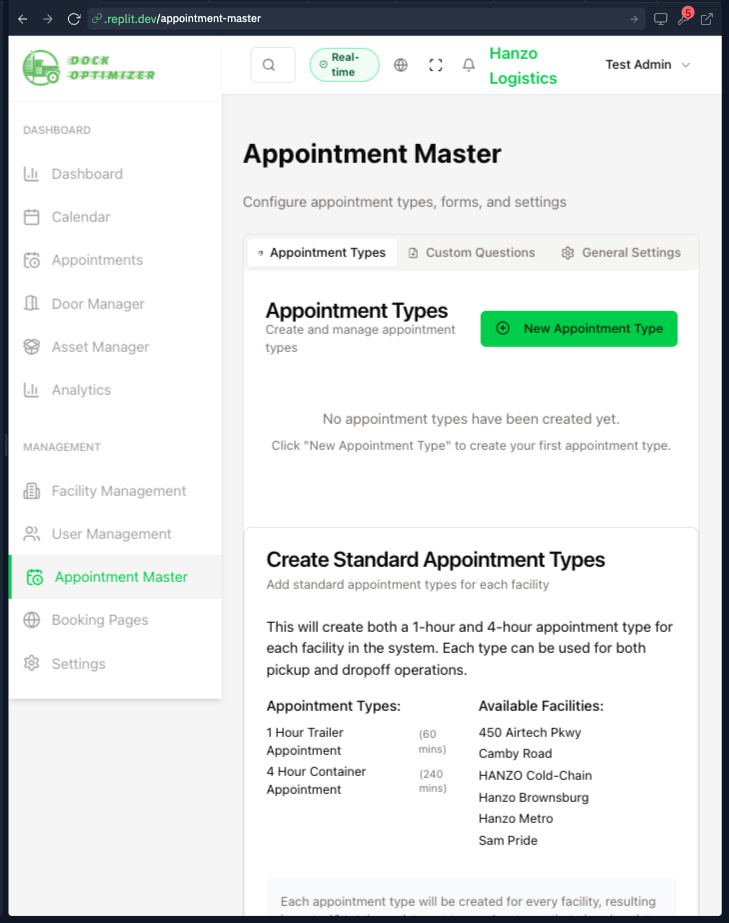 .replit.dev/appointment-master
5
DOCK
OPTIMIZER
Real-
time
Hanzo
Logistics
Test Admin
DASHBOARD
Dashboard
Calendar
Appointments
Door Manager
Asset Manager
Analytics
MANAGEMENT
Facility Management
User Management
Appointment Master
Booking Pages
Settings
Appointment Master
Configure appointment types, forms, and settings
Appointment Types
Custom Questions
General Settings
Appointment Types
Create and manage appointment
types
New Appointment Type
No appointment types have been created yet.
Click "New Appointment Type" to create your first appointment type.
Create Standard Appointment Types
Add standard appointment types for each facility
This will create both a 1-hour and 4-hour appointment type for
each facility in the system. Each type can be used for both
pickup and dropoff operations.
Appointment Types:
1 Hour Trailer
Appointment
(60
mins)
4 Hour Container
Appointment
(240
mins)
Available Facilities:
450 Airtech Pkwy
Camby Road
HANZO Cold-Chain
Hanzo Brownsburg
Hanzo Metro
Sam Pride
Each appointment type will be created for every facility, resulting